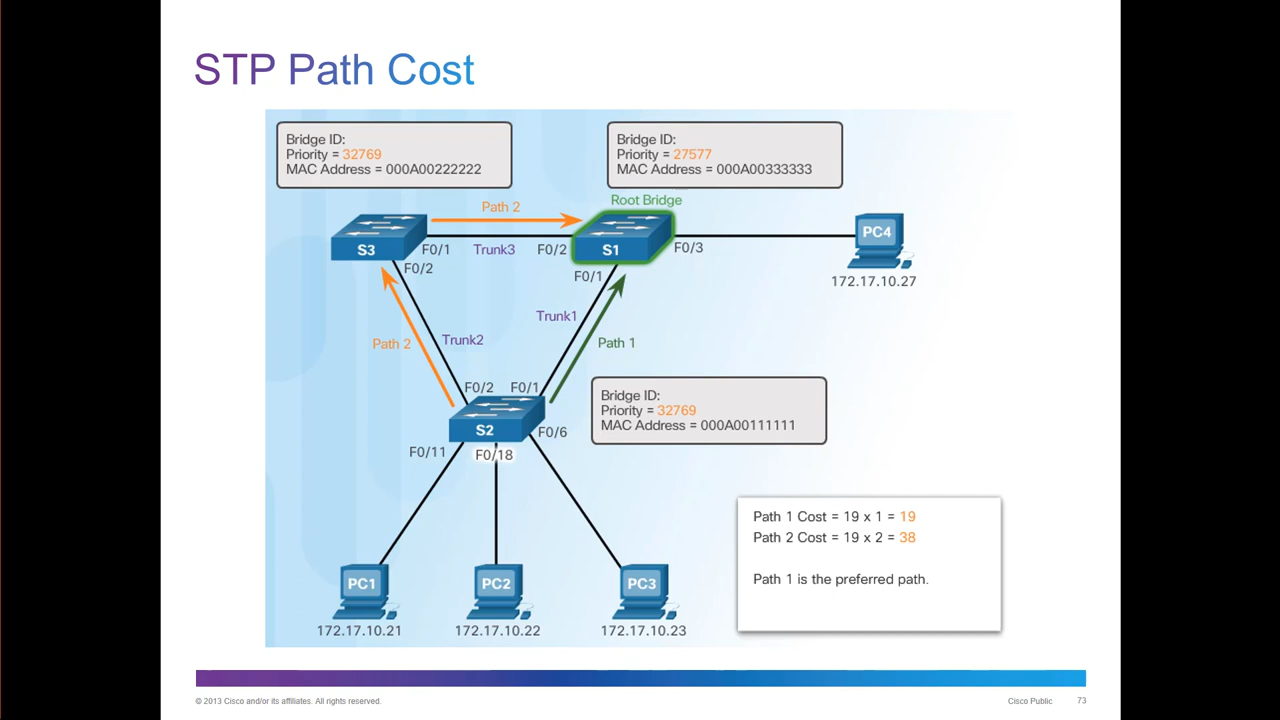 STP Path Cost
Bridge ID:
Priority = 32769
MAC Address = 000A00222222
Bridge ID:
Priority = 27577
MAC Address = 000A00333333
Root Bridge
Path 2
S3
F0/1
Trunk3
F0/2
S1
F0/3
PC4
F0/2
F0/1
172.17.10.27
Trunk1
Path 2
Trunk2
Path 1
F0/2
F0/1
Bridge ID:
Priority = 32769
MAC Address = 000A00111111
S2
F0/6
F0/11
F0/18
Path 1 Cost = 19 x 1 = 19
Path 2 Cost = 19 x 2 = 38
Path 1 is the preferred path.
PC1
PC2
PC3
172.17.10.21
172.17.10.22
172.17.10.23
© 2013 Cisco and/or its affiliates. All rights reserved.
Cisco Public
73